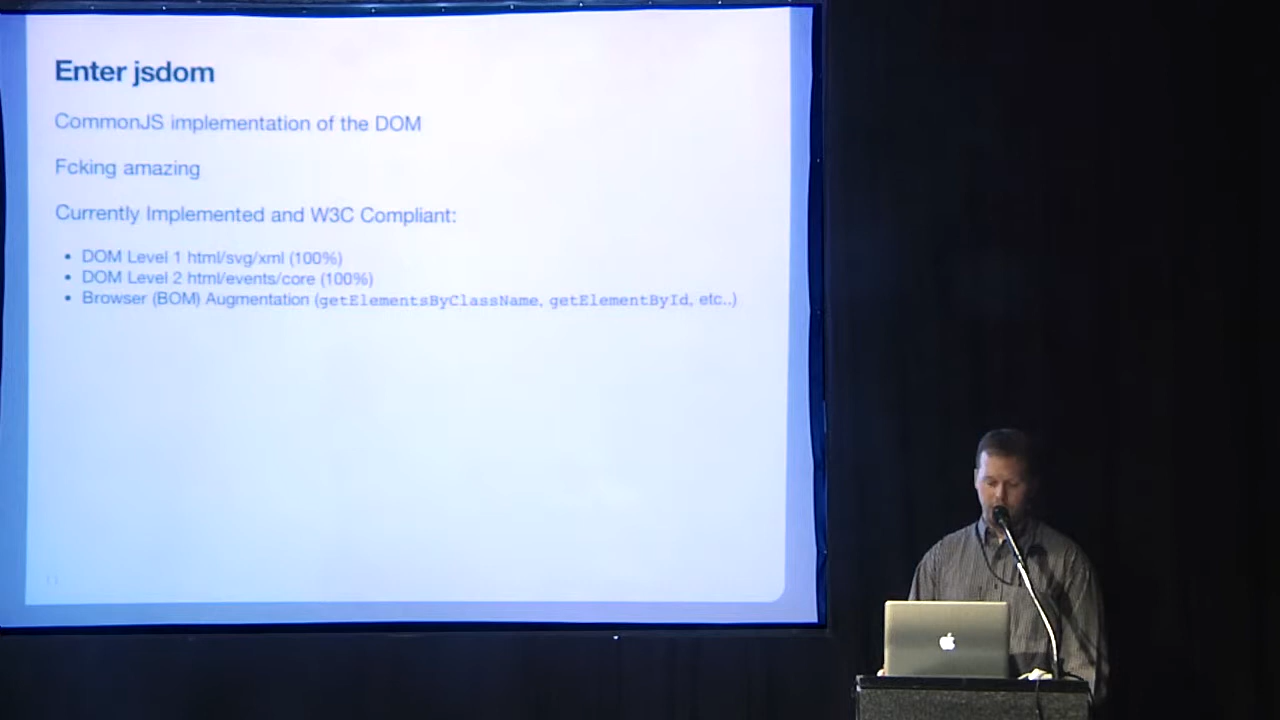 Enter jsdom
CommonJS implementation of the DOM
Fcking amazing
Currently Implemented and W3C Compliant:
• DOM Level 1 html/svg/xml (100%)
• DOM Level 2 html/events/core (100%)
• Browser (BOM) Augmentation (getElementsByClassName, getElementById, etc..)
11